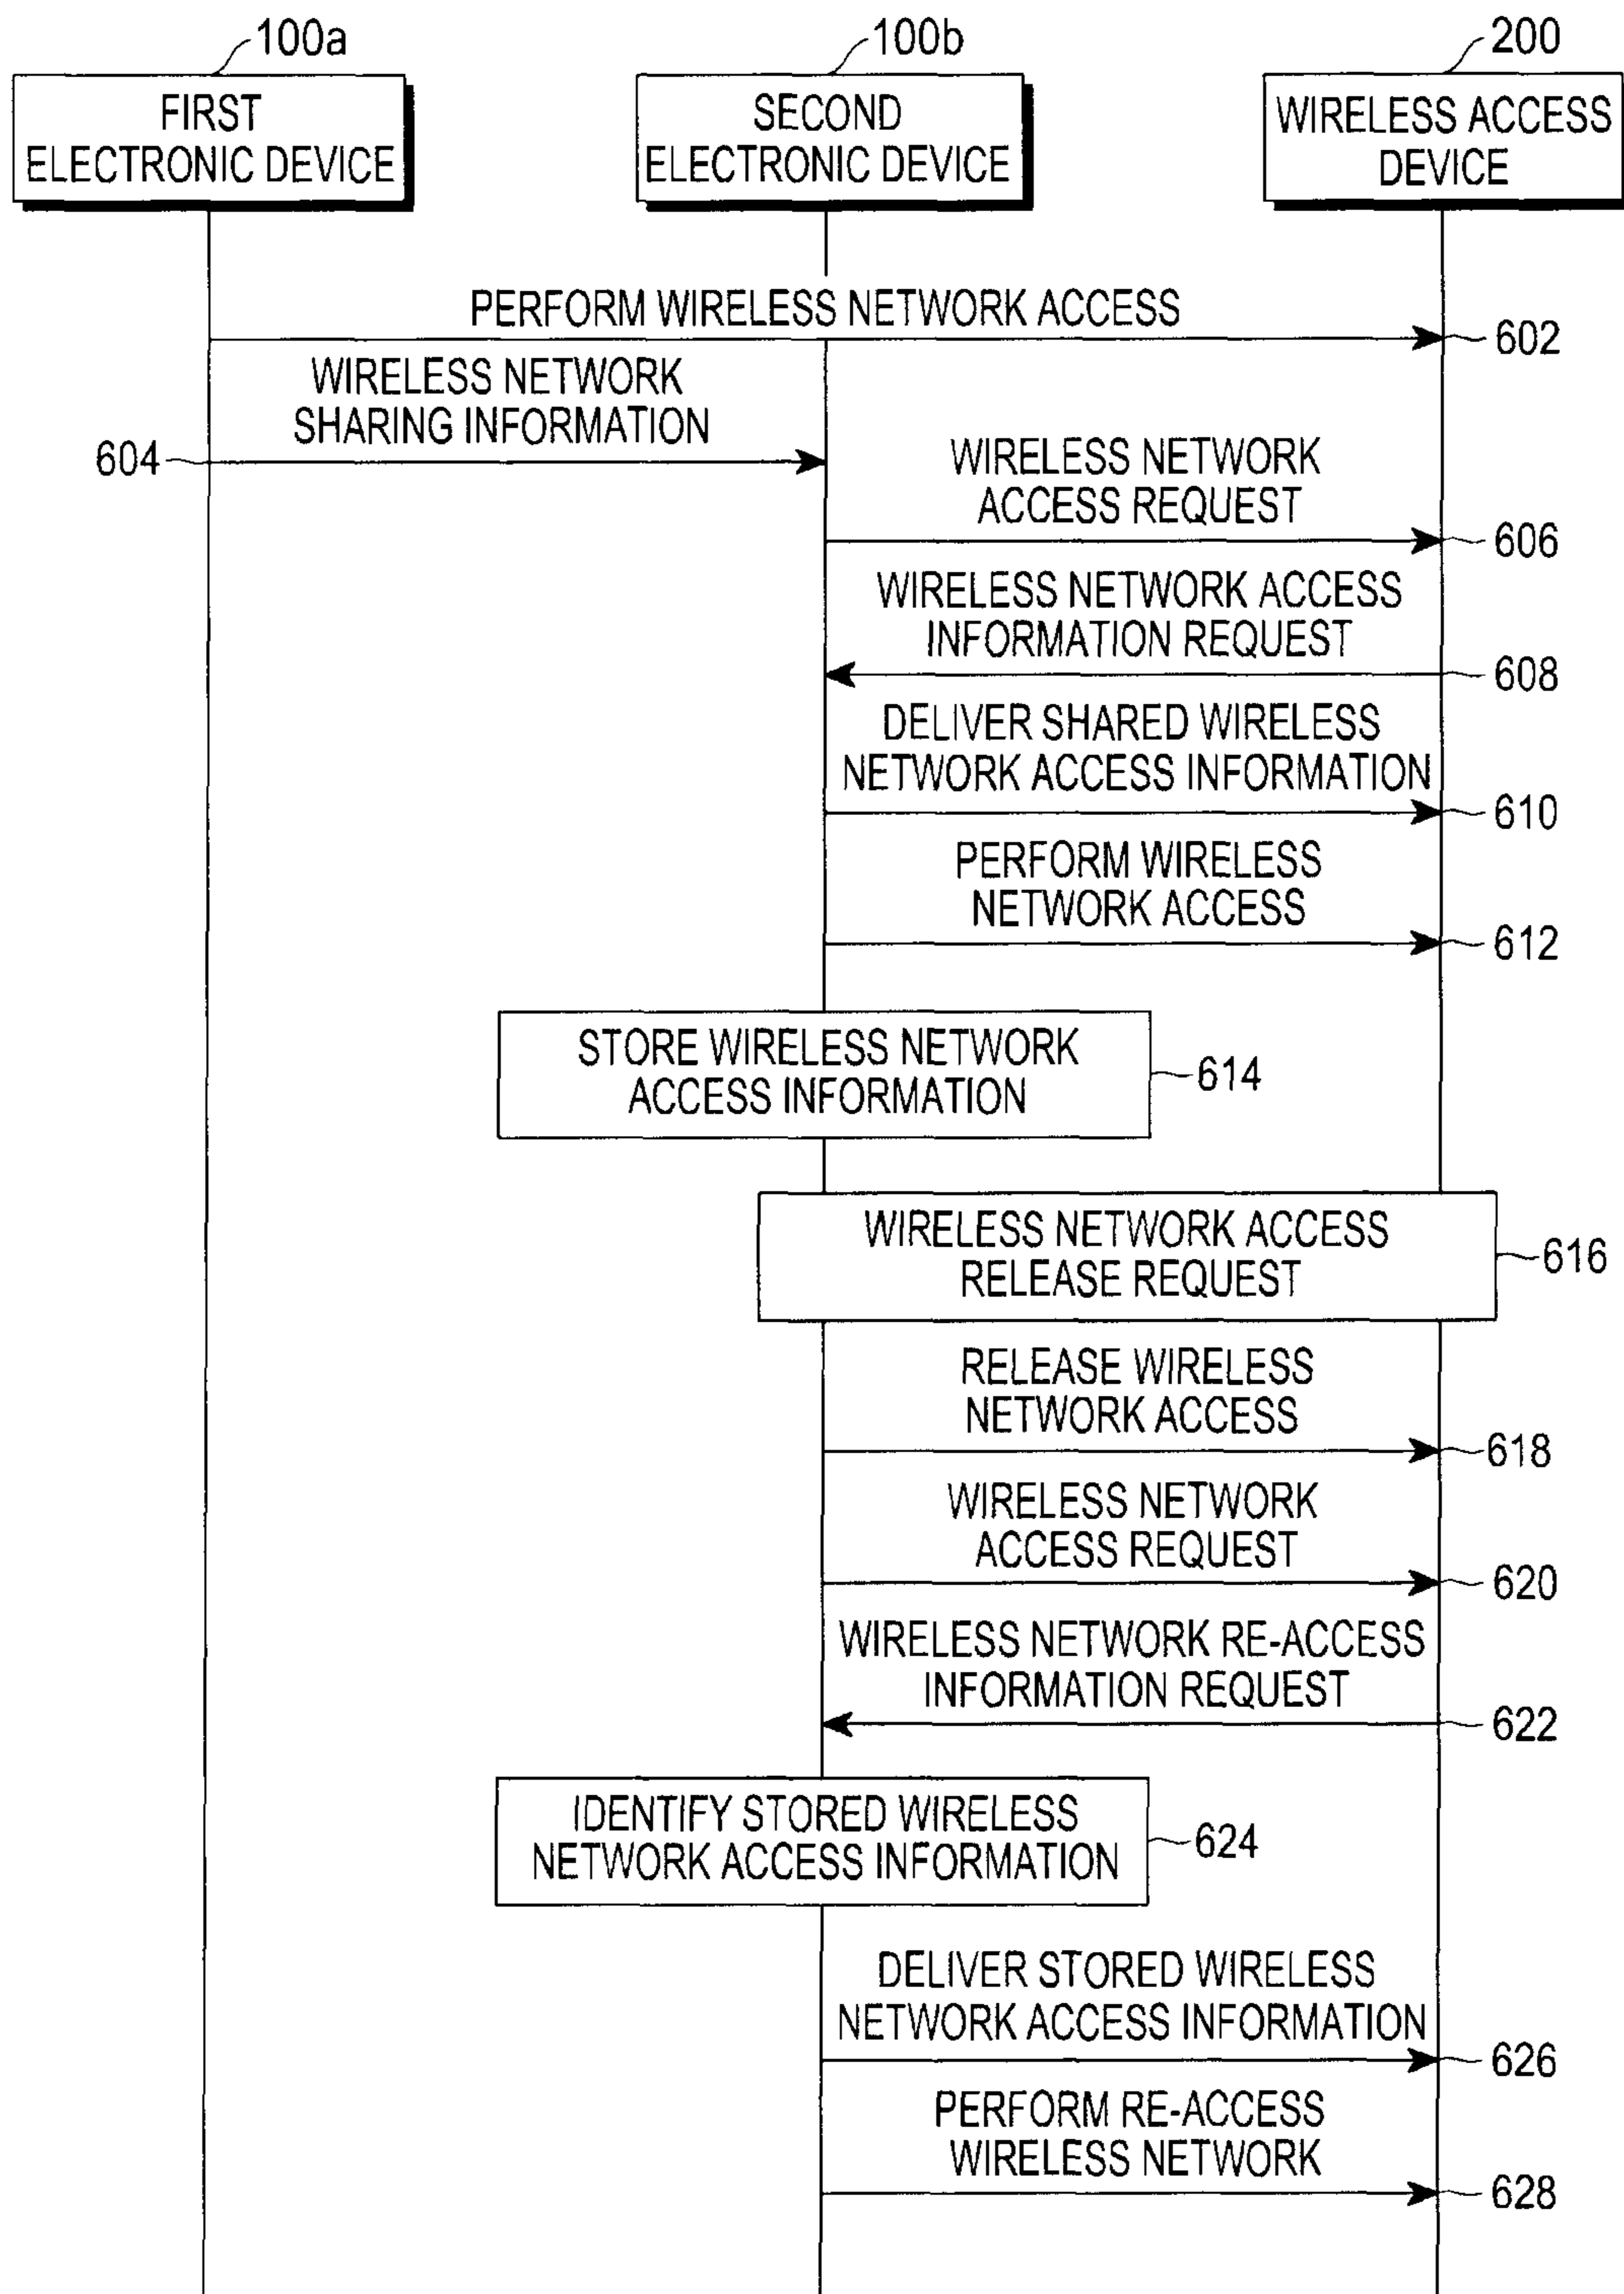 100a
100b
200
FIRST
ELECTRONIC DEVICE
SECOND
ELECTRONIC DEVICE
WIRELESS ACCESS
DEVICE
PERFORM WIRELESS NETWORK ACCESS
602
WIRELESS NETWORK
SHARING INFORMATION
604
WIRELESS NETWORK
ACCESS REQUEST
606
WIRELESS NETWORK ACCESS
INFORMATION REQUEST
608
DELIVER SHARED WIRELESS
NETWORK ACCESS INFORMATION
610
PERFORM WIRELESS
NETWORK ACCESS
612
STORE WIRELESS NETWORK
ACCESS INFORMATION
614
WIRELESS NETWORK ACCESS
RELEASE REQUEST
616
RELEASE WIRELESS
NETWORK ACCESS
618
WIRELESS NETWORK
ACCESS REQUEST
620
WIRELESS NETWORK RE-ACCESS
INFORMATION REQUEST
622
IDENTIFY STORED WIRELESS
NETWORK ACCESS INFORMATION
624
DELIVER STORED WIRELESS
NETWORK ACCESS INFORMATION
626
PERFORM RE-ACCESS
WIRELESS NETWORK
628